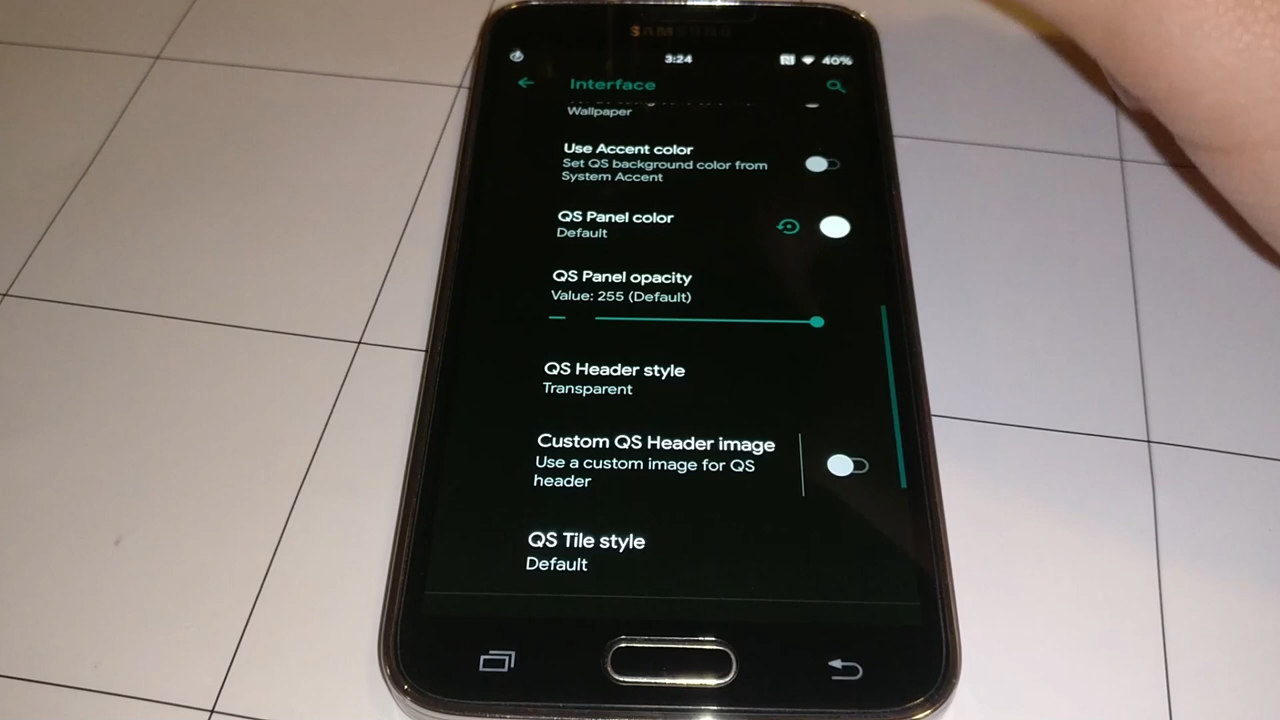 SAMSUNG
3:24
40%
Interface
Wallpaper
Use Accent color
Set QS background color from
System Accent
QS Panel color
Default
QS Panel opacity
Value: 255 (Default)
QS Header style
Transparent
Custom QS Header image
Use a custom image for QS
header
QS Tile style
Default